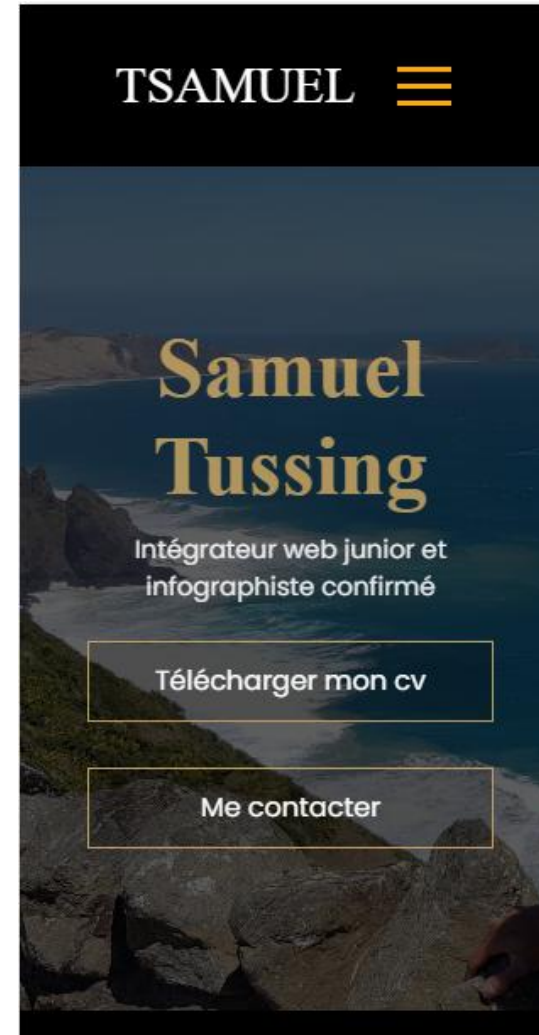 TSAMUEL
Samuel
Tussing
Intégrateur web junior et
infographiste confirmé
Télécharger mon cv
Me contacter